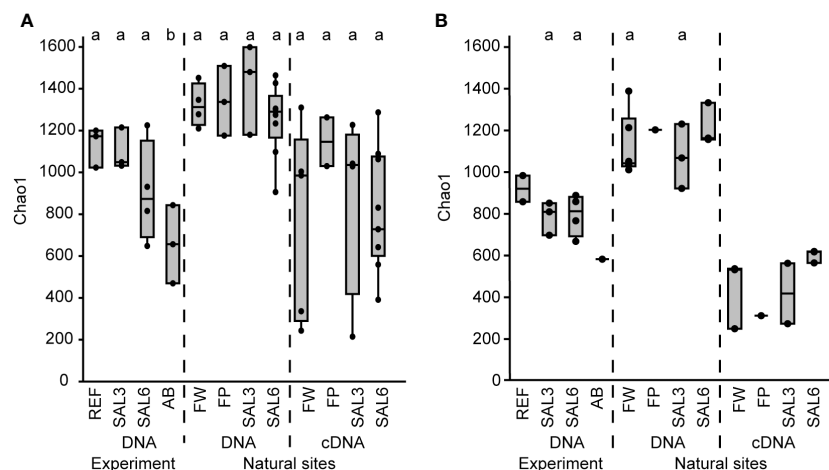 A
a a a b a a a a a a a a
Chao1
1600
1400
1200
1000
800
600
400
200
0
REF SAL3 SAL6 AB FW FP SAL3 SAL6 FW FP SAL3 SAL6
DNA DNA cDNA
Experiment Natural sites
B
a a a a
Chao1
1600
1400
1200
1000
800
600
400
200
0
REF SAL3 SAL6 AB FW FP SAL3 SAL6 FW FP SAL3 SAL6
DNA DNA cDNA
Experiment Natural sites